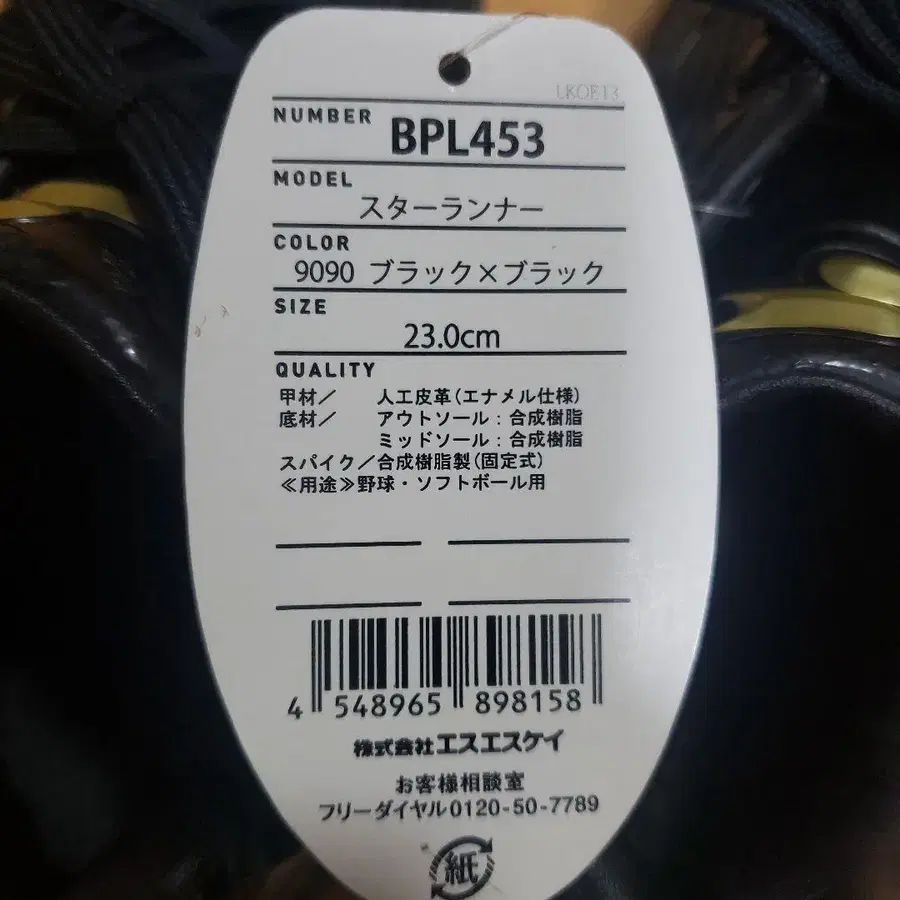 LKOE13
NUMBER BPL453
MODEL
スターランナー
COLOR
9090 ブラック×ブラック
SIZE
23.0cm
QUALITY
甲材／ 人工皮革(エナメル仕様)
底材／ アウトソール：合成樹脂
ミッドソール：合成樹脂
スパイク／合成樹脂製(固定式)
≪用途≫野球・ソフトボール用
4 548965 898158
株式会社エスエスケイ
お客様相談室
フリーダイヤル0120-50-7789
紙